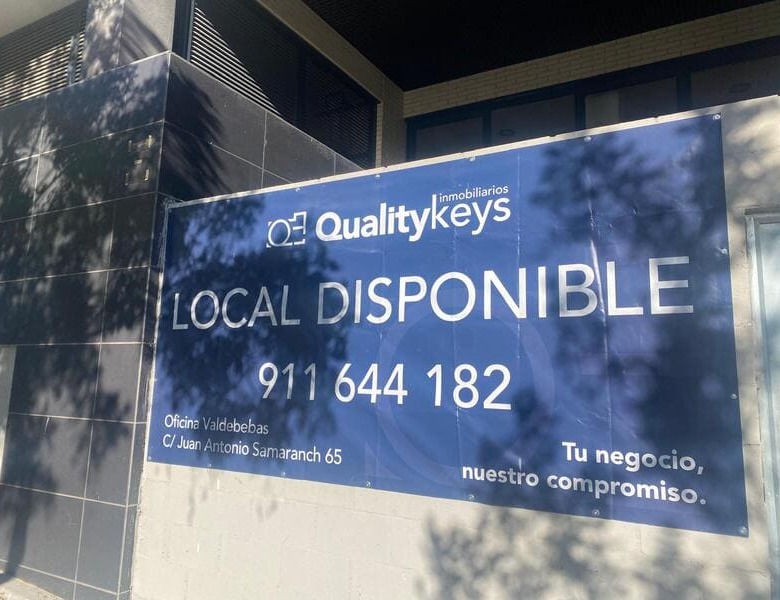 inmobiliarios
Qualitykeys
LOCAL DISPONIBLE
911 644 182
Oficina Valdebebas
C/ Juan Antonio Samaranch 65
Tu negocio,
nuestro compromiso.